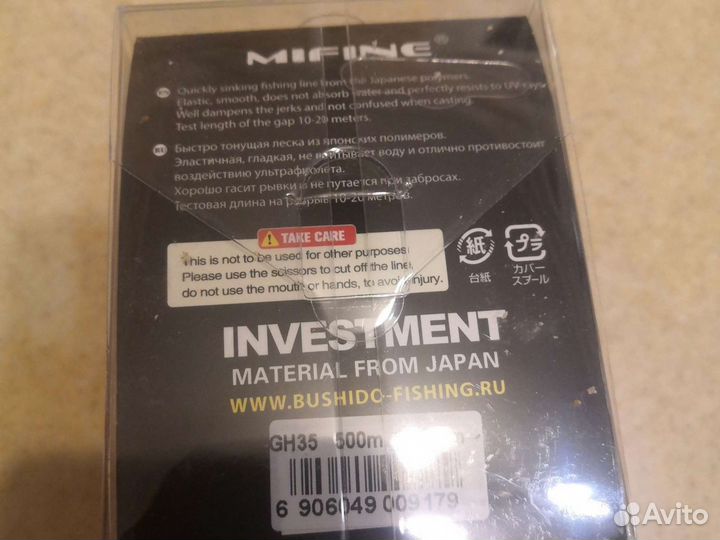 MIFINE®
EN Quickly sinking fishing line from the Japanese polymers.
Elastic, smooth, does not absorb water and perfectly resists to UV-rays
Well dampens the jerks and not confused when casting.
Test length of the gap 10-20 meters.
RU Быстро тонущая леска из японских полимеров.
Эластичная, гладкая, не впитывает воду и отлично противостоит
воздействию ультрафиолета.
Хорошо гасит рывки и не путается при забросах.
Тестовая длина на разрыв 10-20 метров.
TAKE CARE
This is not to be used for other purposes
Please use the scissors to cut off the line,
do not use the mouth or hands, to avoid injury.
紙
台紙
プラ
カバー
スプール
INVESTMENT
MATERIAL FROM JAPAN
WWW.BUSHIDO-FISHING.RU
GH35 500m
6 906049 009179
Avito